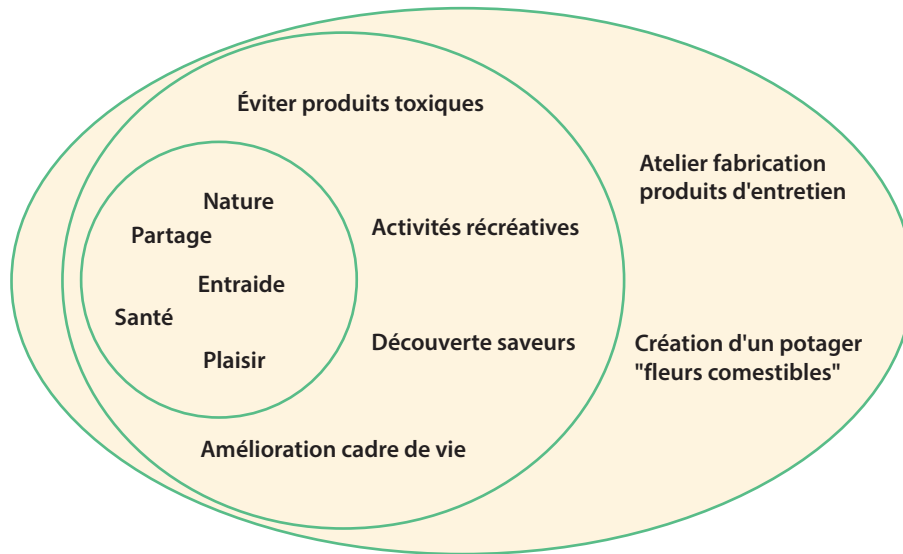 Éviter produits toxiques
Nature
Partage
Entraide
Santé
Plaisir
Activités récréatives
Découverte saveurs
Amélioration cadre de vie
Atelier fabrication
produits d'entretien
Création d'un potager
"fleurs comestibles"